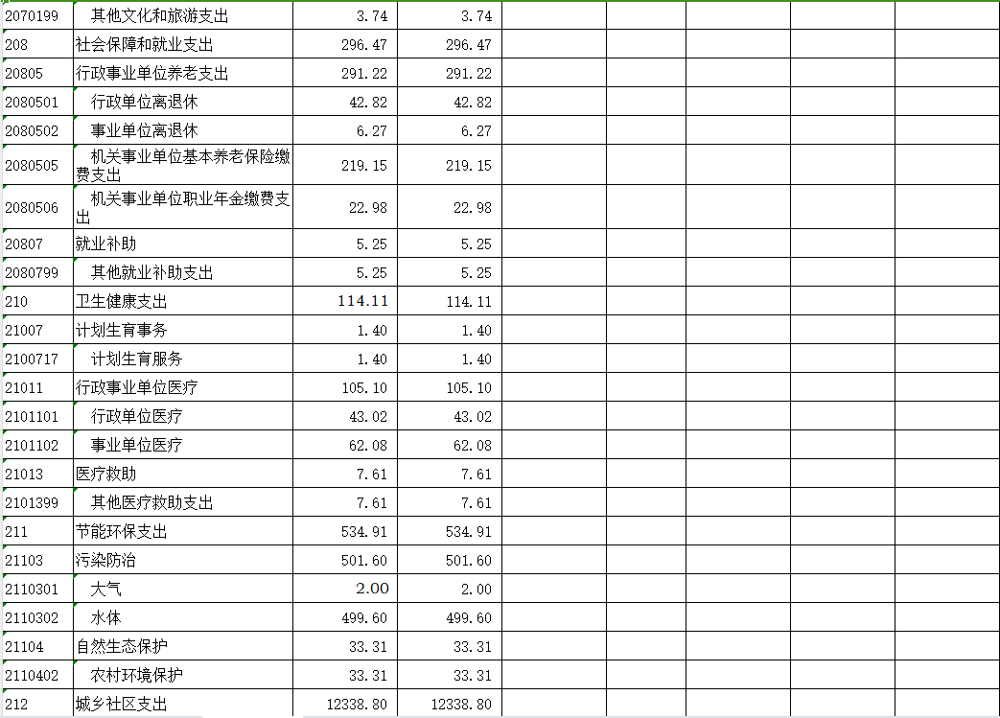 2070199 其他文化和旅游支出 3.74 3.74
208 社会保障和就业支出 296.47 296.47
20805 行政事业单位养老支出 291.22 291.22
2080501 行政单位离退休 42.82 42.82
2080502 事业单位离退休 6.27 6.27
2080505 机关事业单位基本养老保险缴
费支出 219.15 219.15
2080506 机关事业单位职业年金缴费支
出 22.98 22.98
20807 就业补助 5.25 5.25
2080799 其他就业补助支出 5.25 5.25
210 卫生健康支出 114.11 114.11
21007 计划生育事务 1.40 1.40
2100717 计划生育服务 1.40 1.40
21011 行政事业单位医疗 105.10 105.10
2101101 行政单位医疗 43.02 43.02
2101102 事业单位医疗 62.08 62.08
21013 医疗救助 7.61 7.61
2101399 其他医疗救助支出 7.61 7.61
211 节能环保支出 534.91 534.91
21103 污染防治 501.60 501.60
2110301 大气 2.00 2.00
2110302 水体 499.60 499.60
21104 自然生态保护 33.31 33.31
2110402 农村环境保护 33.31 33.31
212 城乡社区支出 12338.80 12338.80